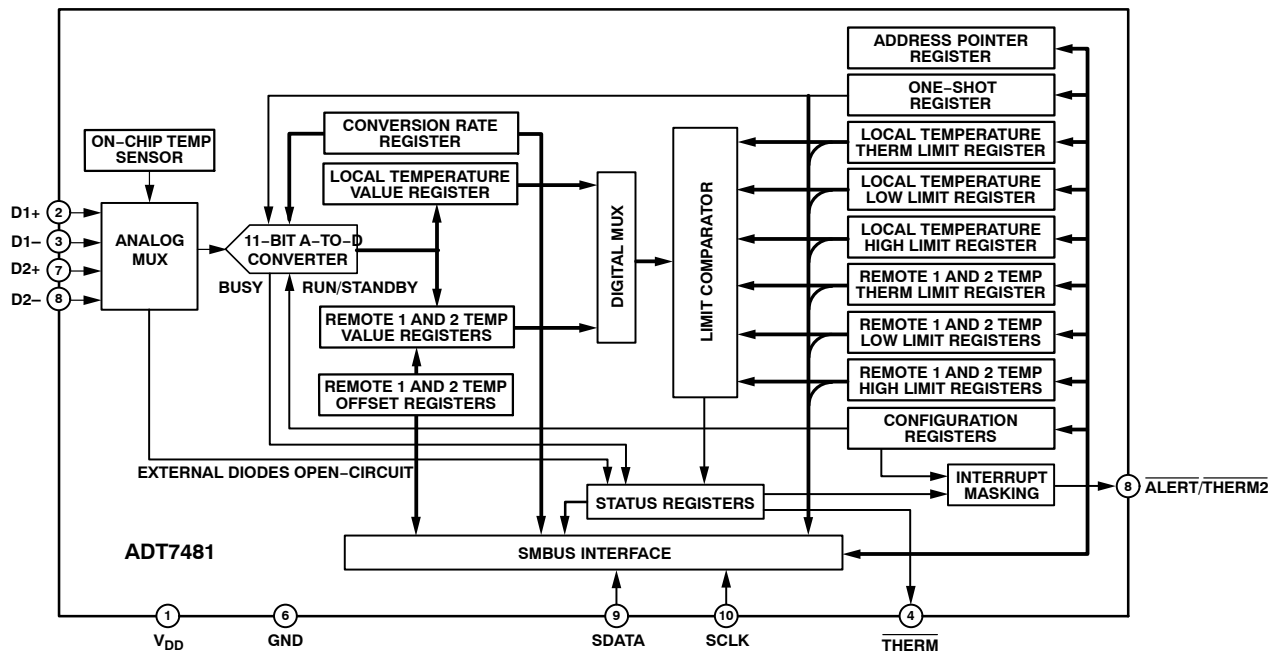 ADDRESS POINTER
REGISTER
ONE–SHOT
REGISTER
CONVERSION RATE
REGISTER
ON–CHIP TEMP
SENSOR
LOCAL TEMPERATURE
THERM LIMIT REGISTER
LOCAL TEMPERATURE
VALUE REGISTER
LOCAL TEMPERATURE
LOW LIMIT REGISTER
D1+ 2
D1– 3
D2+ 7
D2– 8
ANALOG
MUX
11–BIT A–TO–D
CONVERTER
BUSY
RUN/STANDBY
DIGITAL MUX
LIMIT COMPARATOR
LOCAL TEMPERATURE
HIGH LIMIT REGISTER
REMOTE 1 AND 2 TEMP
THERM LIMIT REGISTER
REMOTE 1 AND 2 TEMP
VALUE REGISTERS
REMOTE 1 AND 2 TEMP
LOW LIMIT REGISTERS
REMOTE 1 AND 2 TEMP
OFFSET REGISTERS
REMOTE 1 AND 2 TEMP
HIGH LIMIT REGISTERS
CONFIGURATION
REGISTERS
EXTERNAL DIODES OPEN–CIRCUIT
STATUS REGISTERS
INTERRUPT
MASKING
8 ALERT/THERM2
ADT7481
SMBUS INTERFACE
1
VDD
6
GND
9
SDATA
10
SCLK
4
THERM